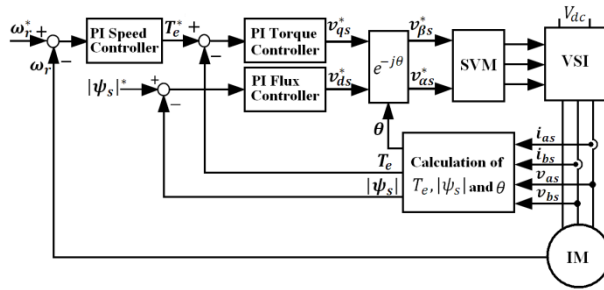 V_dc
ω_r^* + PI Speed Controller T_e^* + PI Torque Controller v_qs^* v_βs^*
ω_r − − e^{-jθ} SVM VSI
|ψ_s|^* + PI Flux Controller v_ds^* v_αs^*
−
θ i_as
T_e Calculation of i_bs
|ψ_s| T_e, |ψ_s| and θ v_as
v_bs
IM